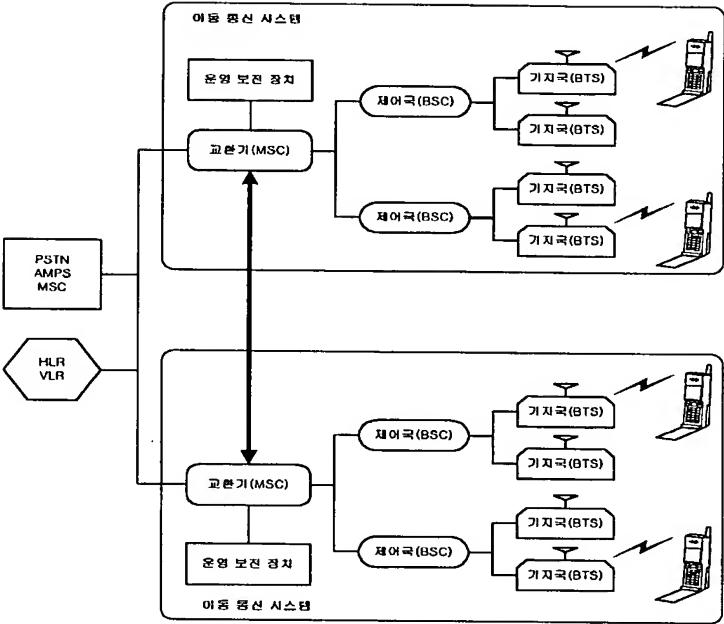 이동 통신 시스템
운영 보전 장치
교환기(MSC)
제어국(BSC)
제어국(BSC)
기지국(BTS)
기지국(BTS)
기지국(BTS)
기지국(BTS)
PSTN
AMPS
MSC
HLR
VLR
기지국(BTS)
기지국(BTS)
기지국(BTS)
기지국(BTS)
제어국(BSC)
제어국(BSC)
교환기(MSC)
운영 보전 장치
이동 통신 시스템